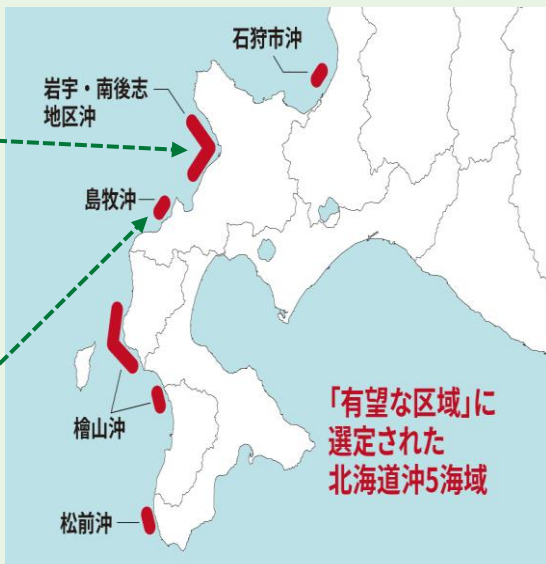 石狩市沖
岩宇・南後志
地区沖
島牧沖
檜山沖
松前沖
「有望な区域」に
選定された
北海道沖5海域